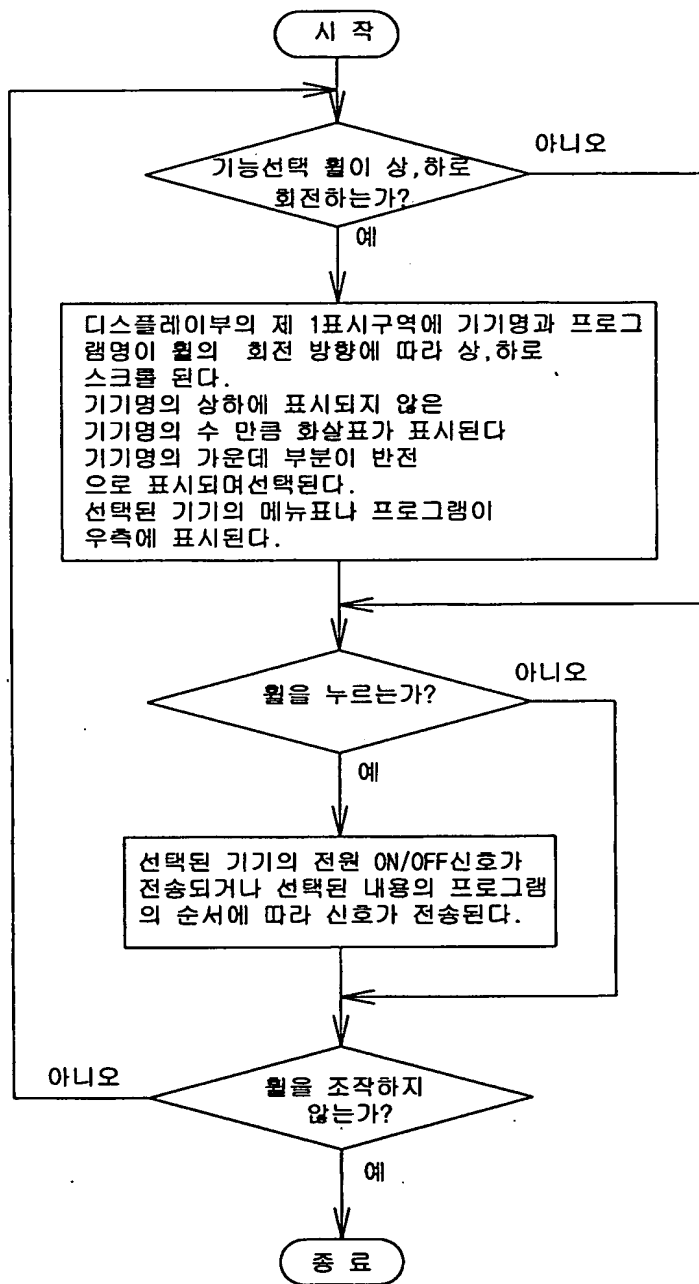 시 작
기능선택 휠이 상,하로
회전하는가?
아니오
예
디스플레이부의 제 1표시구역에 기기명과 프로그
램명이 휠의 회전 방향에 따라 상,하로
스크롤 된다.
기기명의 상하에 표시되지 않은
기기명의 수 만큼 화살표가 표시된다
기기명의 가운데 부분이 반전
으로 표시되며선택된다.
선택된 기기의 메뉴표나 프로그램이
우측에 표시된다.
휠을 누르는가?
아니오
예
선택된 기기의 전원 ON/OFF신호가
전송되거나 선택된 내용의 프로그램
의 순서에 따라 신호가 전송된다.
아니오
휠을 조작하지
않는가?
예
종 료